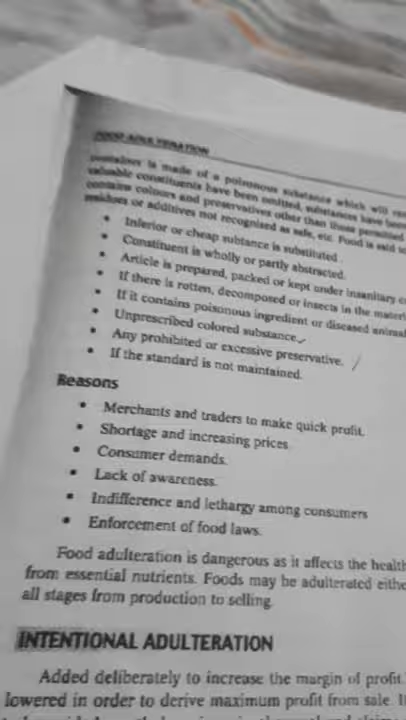 FOOD ADULTERATION
container is made of a poisonous substance which will
valuable constituents have been omitted, substances have been
contains colours and preservatives other than those permitted
residues or additives not recognised as safe, etc. Food is said to
• Inferior or cheap subtance is substituted.
• Constituent is wholly or partly abstracted.
• Article is prepared, packed or kept under insanitary
• If there is rotten, decomposed or insects in the
• If it contains poisonous ingredient or diseased
• Unprescribed colored substance.
• Any prohibited or excessive preservative.
• If the standard is not maintained.
Reasons
• Merchants and traders to make quick profit.
• Shortage and increasing prices.
• Consumer demands.
• Lack of awareness.
• Indifference and lethargy among consumers
• Enforcement of food laws.
Food adulteration is dangerous as it affects the
from essential nutrients. Foods may be adulterated
all stages from production to selling.
INTENTIONAL ADULTERATION
Added deliberately to increase the margin of profit.
lowered in order to derive maximum profit from sale.